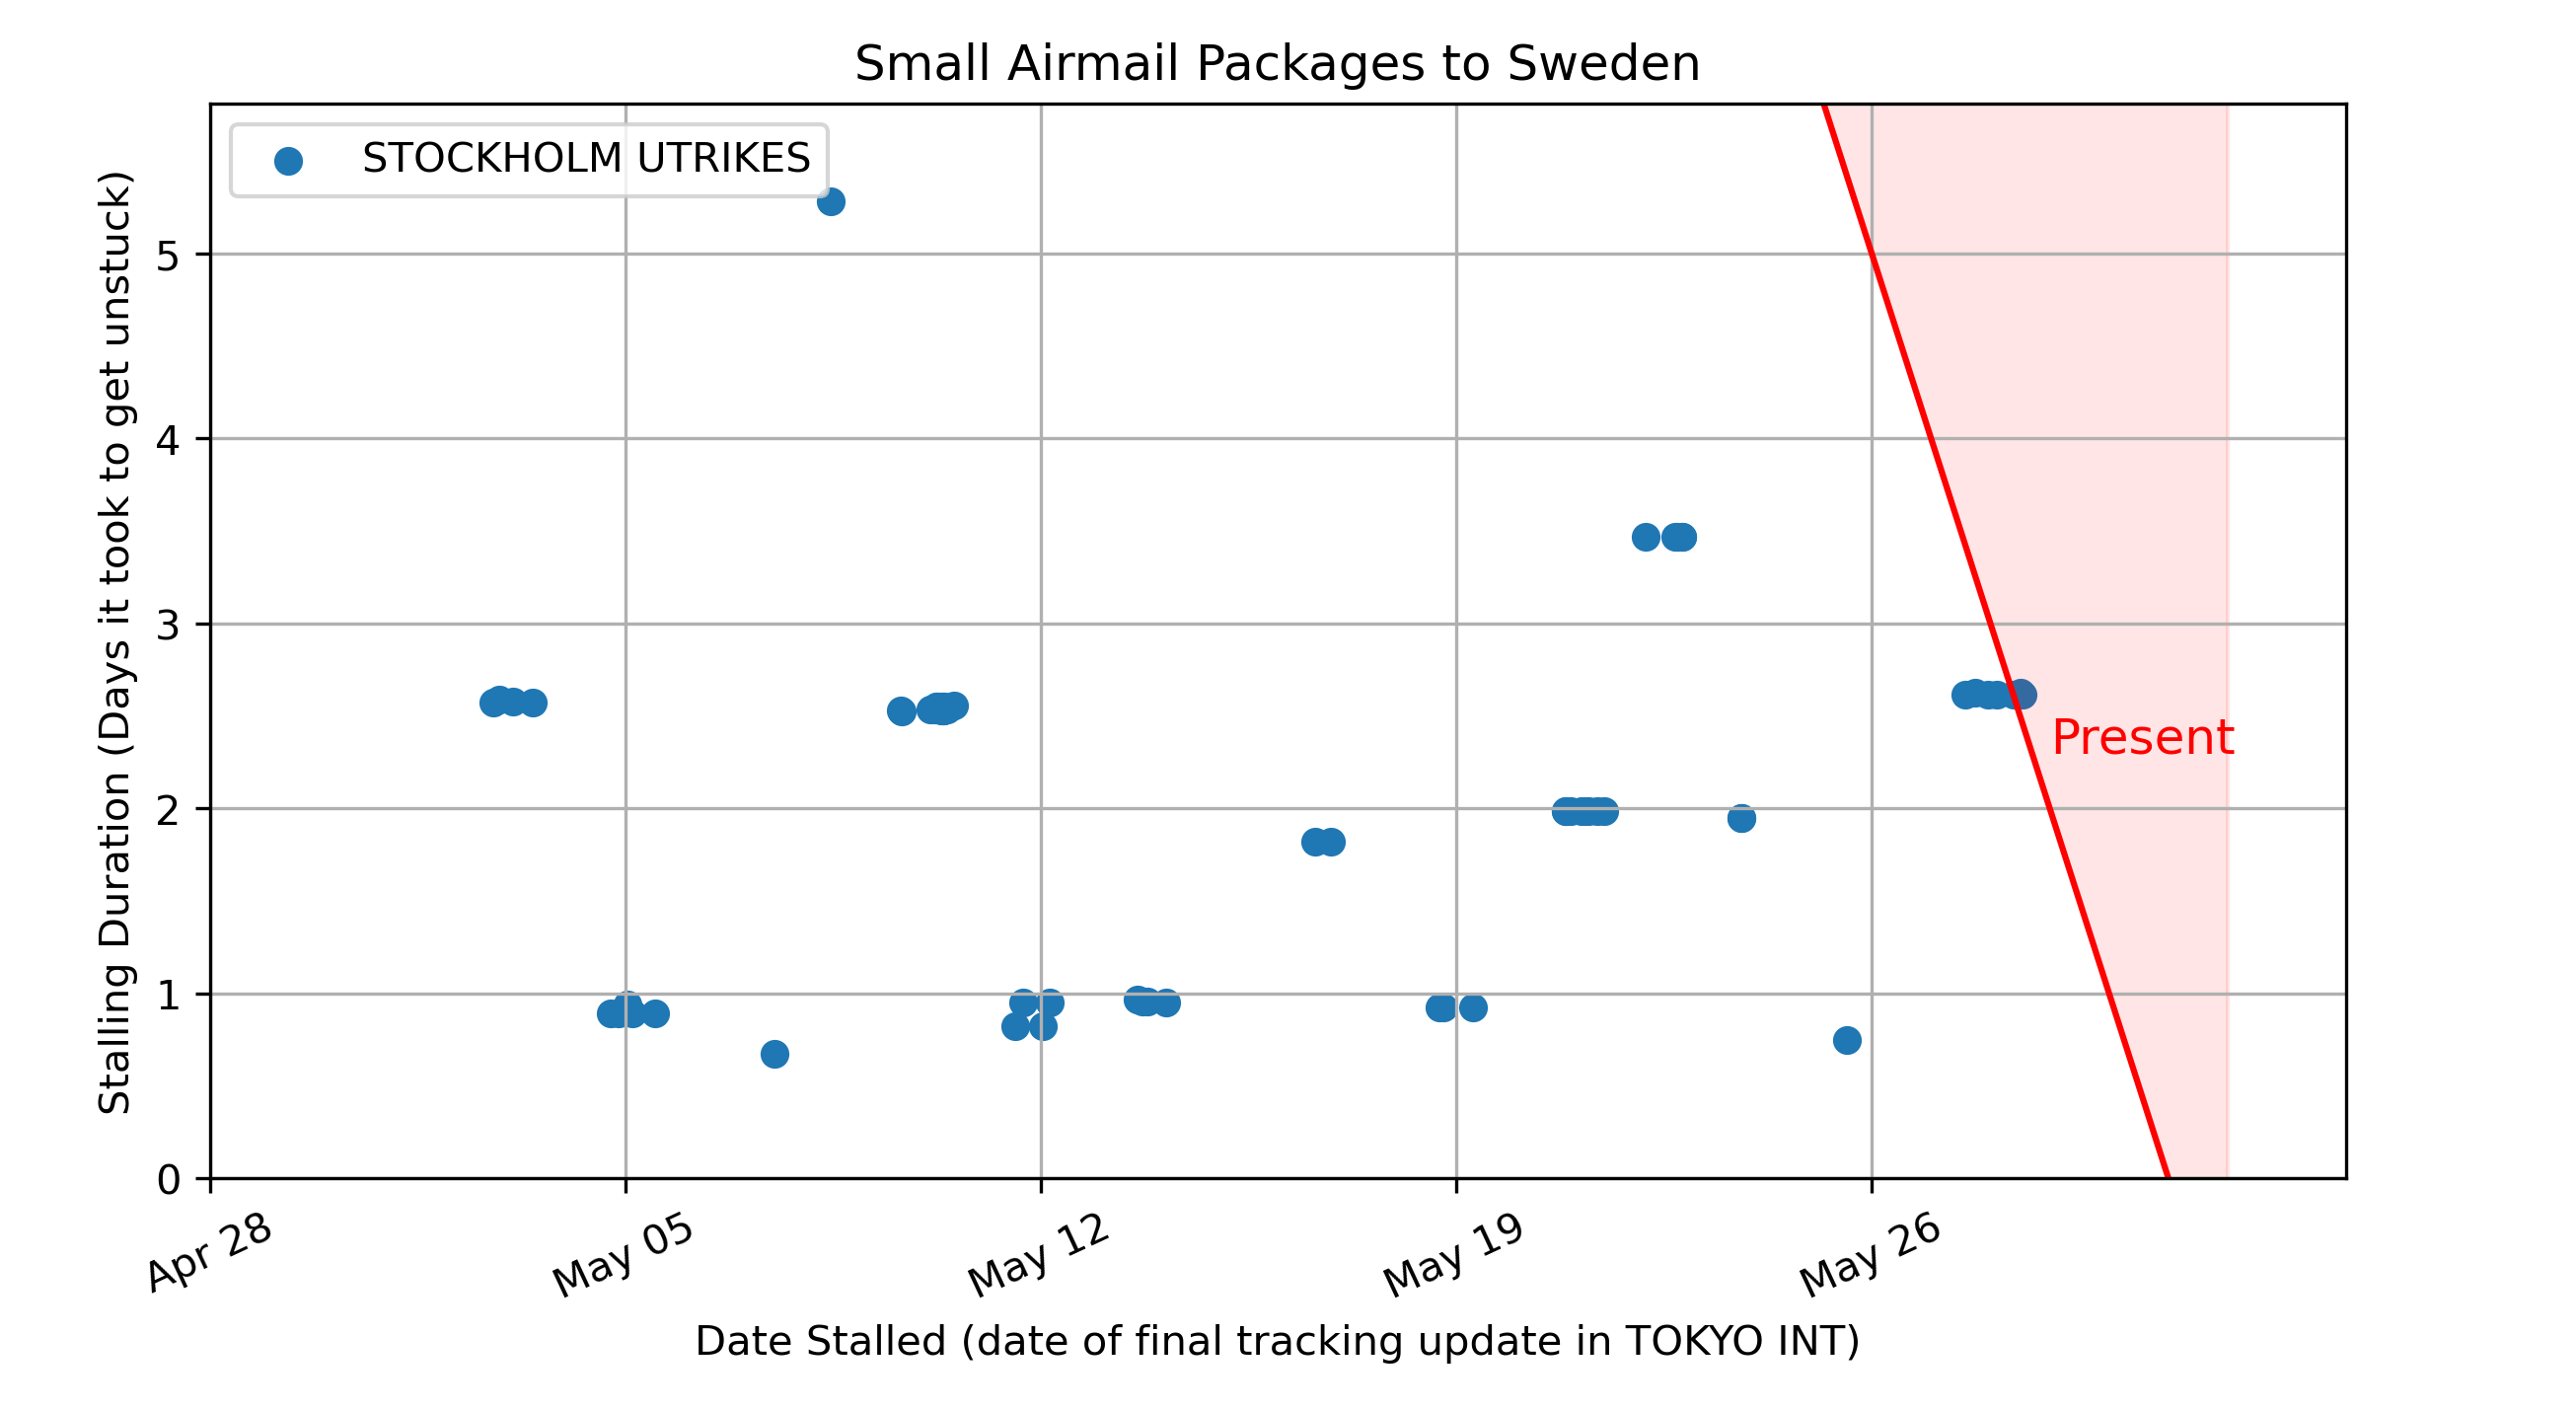 Small Airmail Packages to Sweden
STOCKHOLM UTRIKES
Stalling Duration (Days it took to get unstuck)
5
4
3
2
1
0
Present
Apr 28
May 05
May 12
May 19
May 26
Date Stalled (date of final tracking update in TOKYO INT)